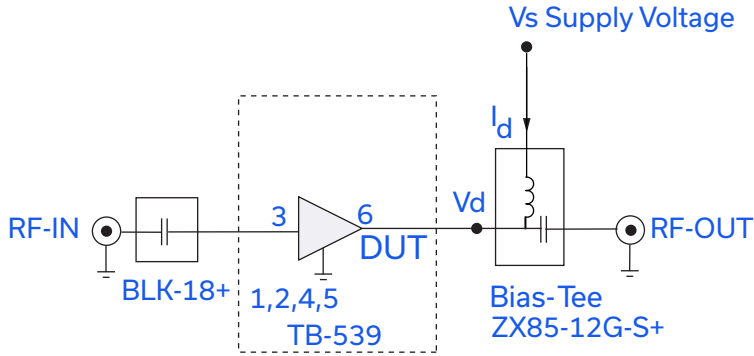 Vs Supply Voltage
Id
RF-IN
3
6
Vd
RF-OUT
DUT
BLK-18+
1,2,4,5
TB-539
Bias-Tee
ZX85-12G-S+